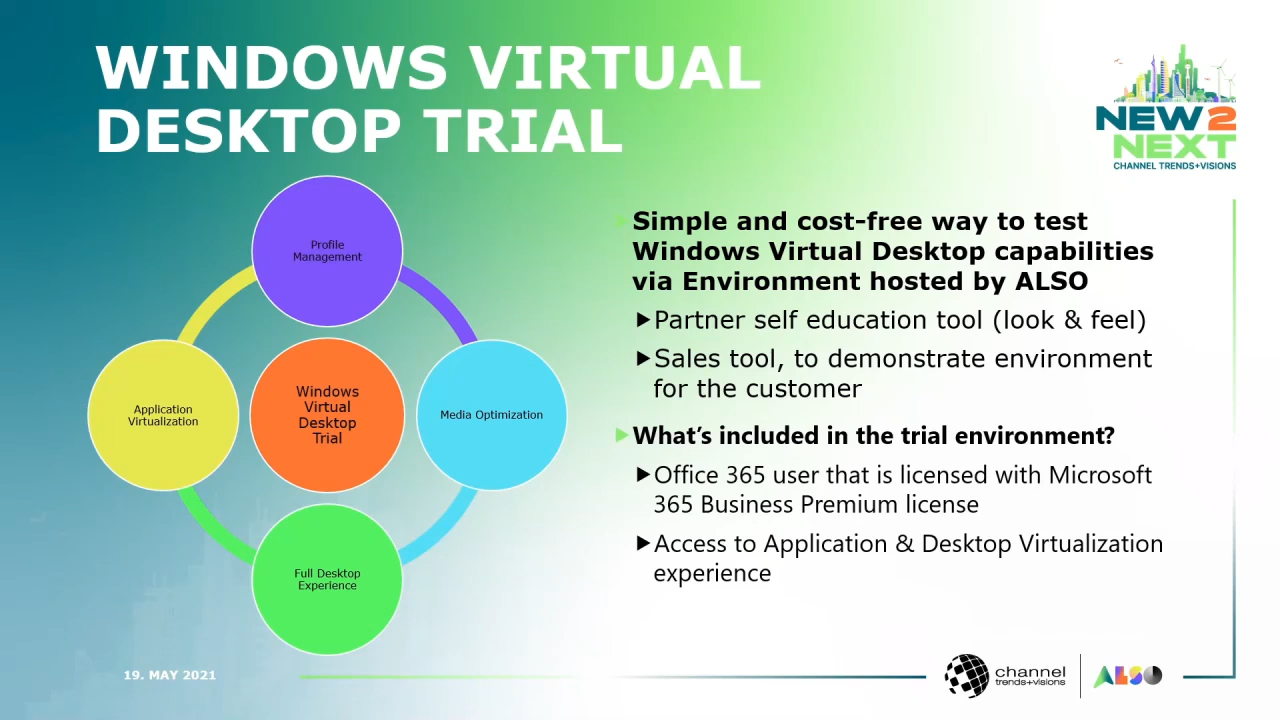 WINDOWS VIRTUAL
DESKTOP TRIAL
NEW2
NEXT
CHANNEL TRENDS+VISIONS
Profile
Management
Application
Virtualization
Windows
Virtual
Desktop
Trial
Media Optimization
Full Desktop
Experience
Simple and cost-free way to test
Windows Virtual Desktop capabilities
via Environment hosted by ALSO
Partner self education tool (look & feel)
Sales tool, to demonstrate environment
for the customer
What’s included in the trial environment?
Office 365 user that is licensed with Microsoft
365 Business Premium license
Access to Application & Desktop Virtualization
experience
19. MAY 2021
channel
trends+visions
ALSO